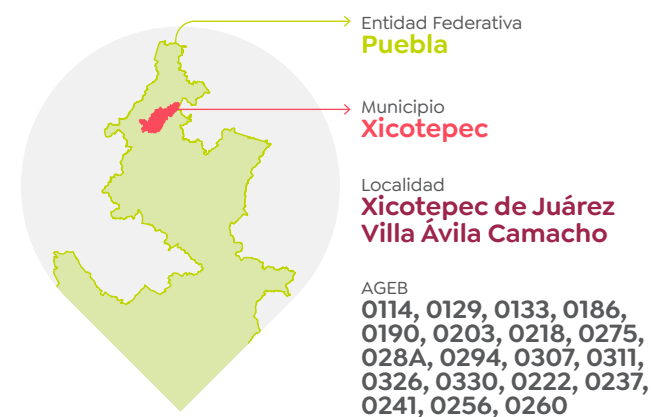 Entidad Federativa
Puebla
Municipio
Xicotepec
Localidad
Xicotepec de Juárez
Villa Ávila Camacho
AGEB
0114, 0129, 0133, 0186,
0190, 0203, 0218, 0275,
028A, 0294, 0307, 0311,
0326, 0330, 0222, 0237,
0241, 0256, 0260